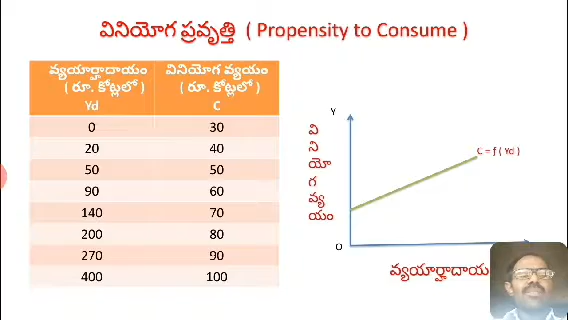 వినియోగ ప్రవృత్తి ( Propensity to Consume )
వ్యయార్హాదాయం వినియోగ వ్యయం
( రూ. కోట్లలో ) ( రూ. కోట్లలో )
Yd C
0 30
20 40
50 50
90 60
140 70
200 80
270 90
400 100
Y
వి
ని
యో
గ
వ్య
యం
C = ƒ ( Yd )
O
వ్యయార్హాదాయ